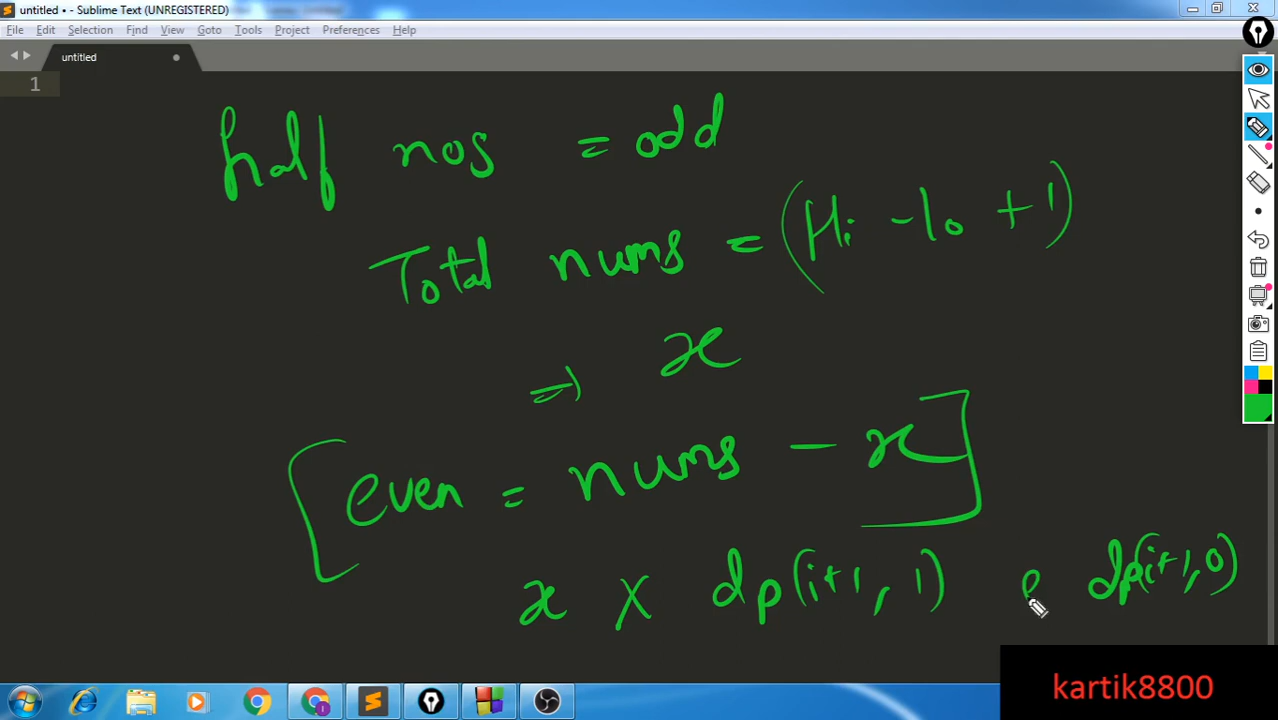 untitled • - Sublime Text (UNREGISTERED)
File Edit Selection Find View Goto Tools Project Preferences Help
untitled
1
half nos = odd
Total nums = (Hi - lo + 1)
⇒ x
[even = nums - x]
x X dp(i+1, 1) e dp(i+1, 0)
kartik8800